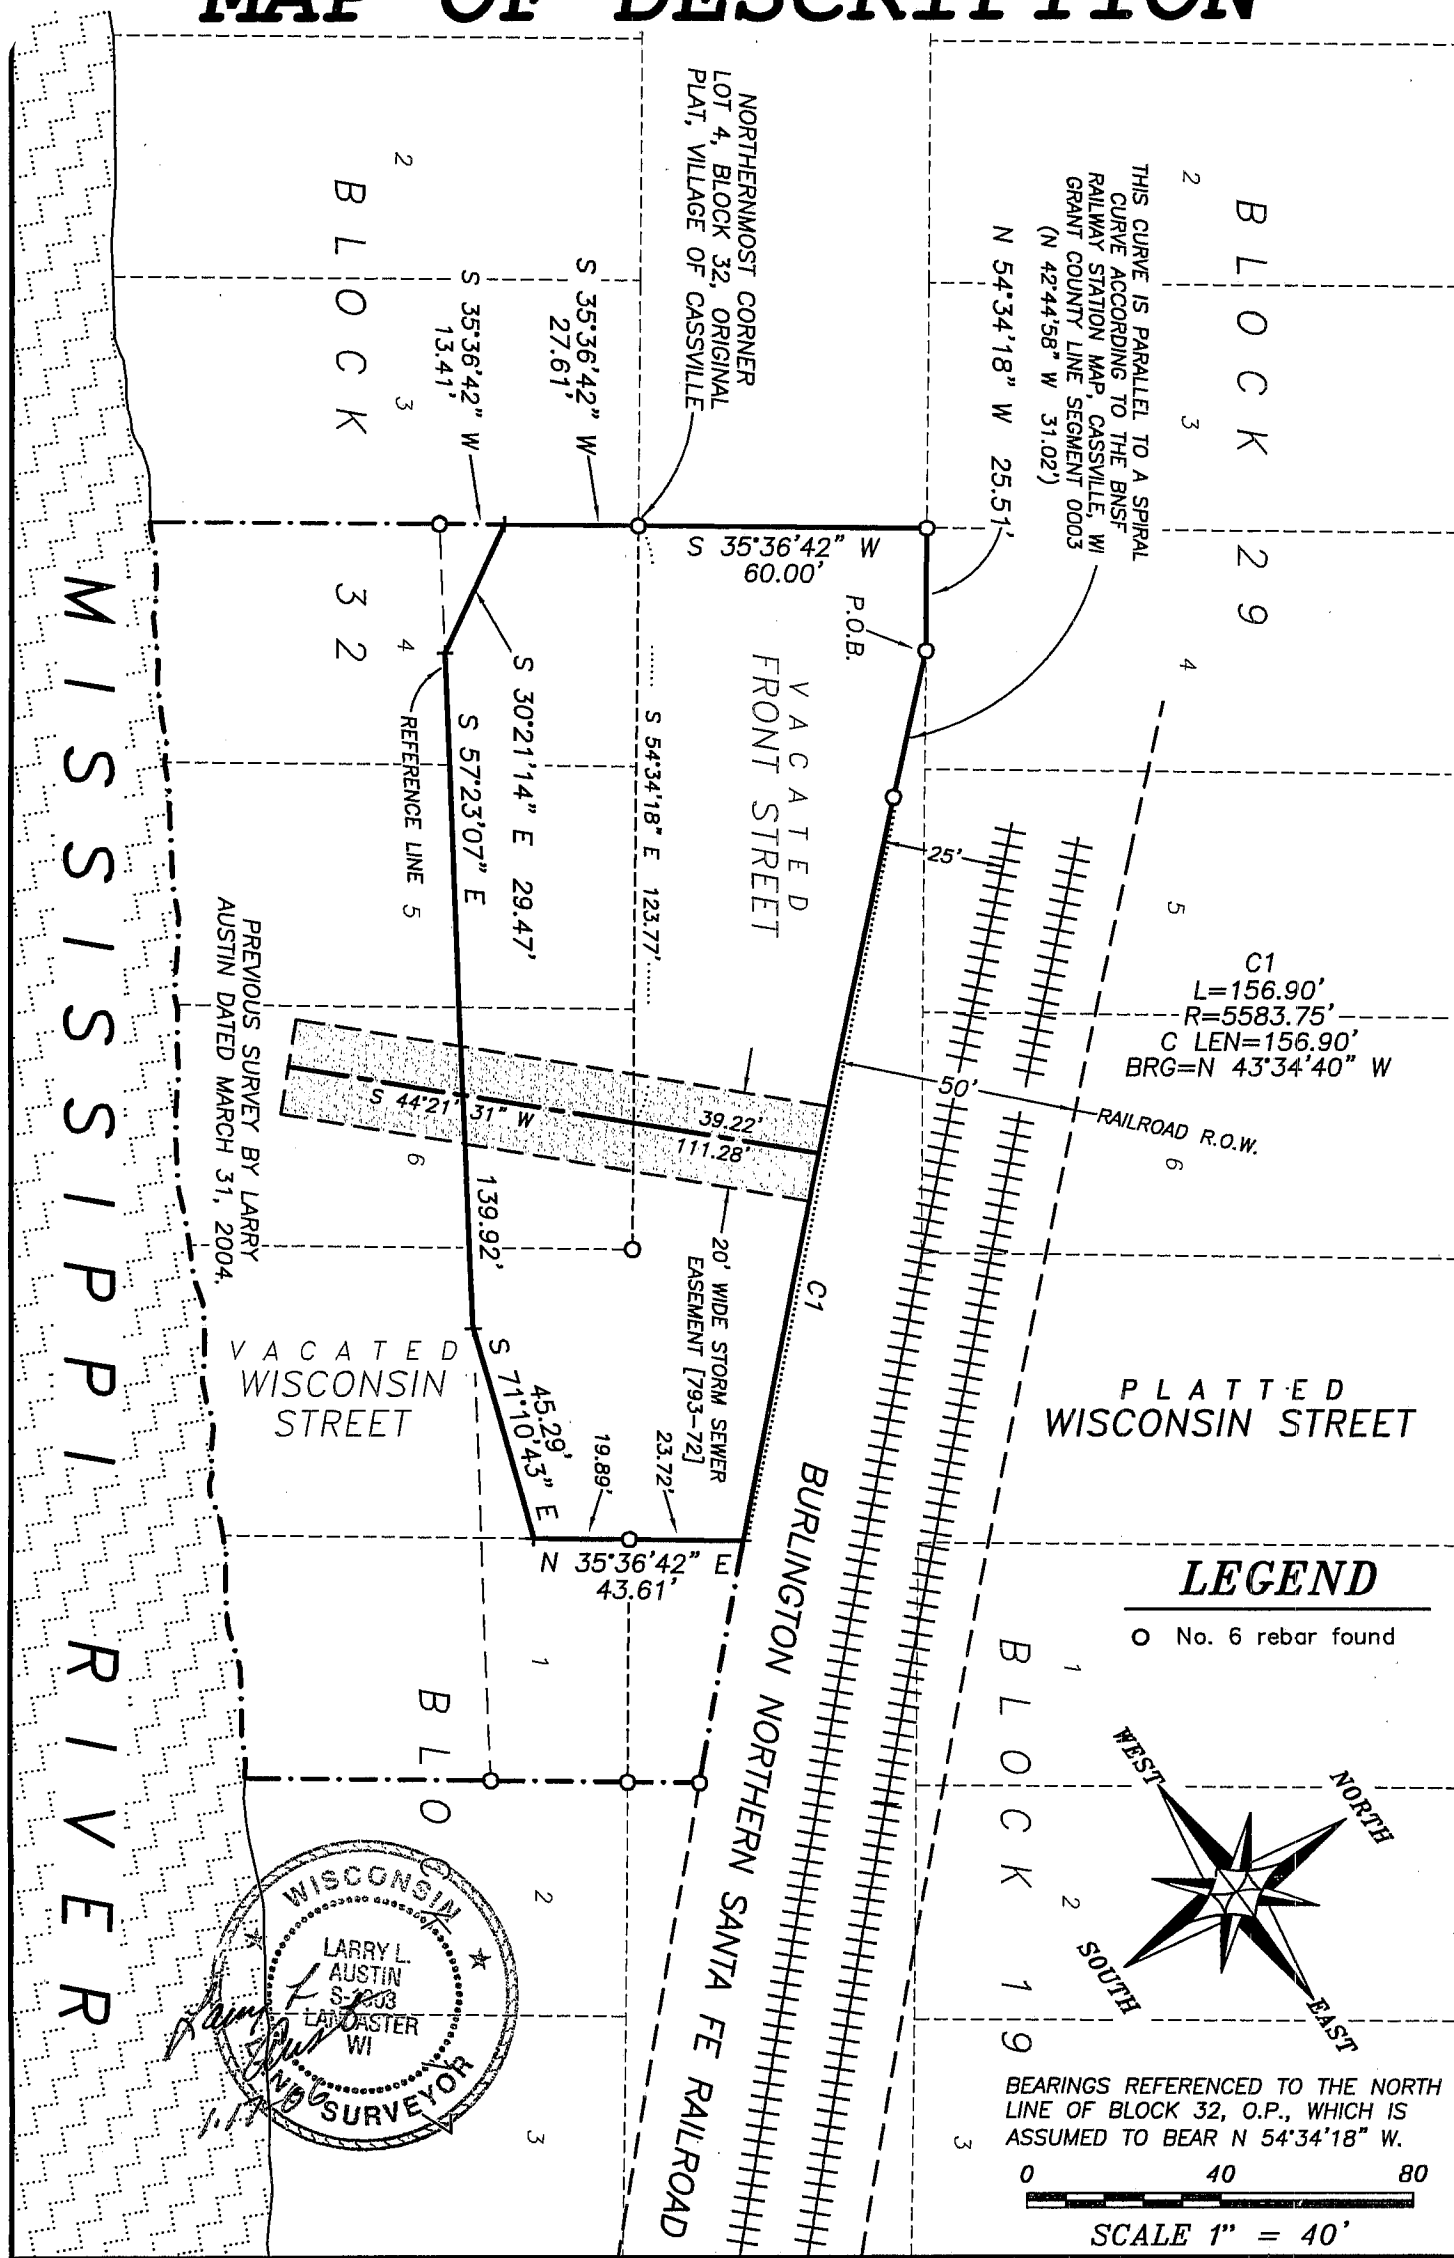 MAP OF DESCRIPTION
NORTHERNMOST CORNER
LOT 4, BLOCK 32, ORIGINAL
PLAT, VILLAGE OF CASSVILLE
THIS CURVE IS PARALLEL TO A SPIRAL
CURVE ACCORDING TO THE BNSF
RAILWAY STATION MAP, CASSVILLE, WI
GRANT COUNTY LINE SEGMENT 0003
(N 42°44'58" W 31.02')
N 54°34'18" W 25.51'
BLOCK 29
2
3
4
5
6
BLOCK 32
2
3
4
5
6
S 35°36'42" W
27.61'
S 35°36'42" W
13.41'
S 35°36'42" W
60.00'
P.O.B.
VACATED
FRONT STREET
S 54°34'18" E 123.77'
S 30°21'14" E 29.47'
S 57°23'07" E
139.92'
REFERENCE LINE
25'
C1
L=156.90'
R=5583.75'
C LEN=156.90'
BRG=N 43°34'40" W
50'
RAILROAD R.O.W.
S 44°21'31" W
39.22'
111.28'
20' WIDE STORM SEWER
EASEMENT [793-72]
C1
PREVIOUS SURVEY BY LARRY
AUSTIN DATED MARCH 31, 2004.
VACATED
WISCONSIN
STREET
PLATTED
WISCONSIN STREET
S 71°10'43" E
45.29'
19.89'
23.72'
N 35°36'42" E
43.61'
BURLINGTON NORTHERN SANTA FE RAILROAD
MISSISSIPPI RIVER
LEGEND
No. 6 rebar found
BLOCK 19
1
2
3
BLOC
1
2
3
WEST
NORTH
SOUTH
EAST
WISCONSIN
LARRY L.
AUSTIN
LANCASTER
WI
SURVEYOR
BEARINGS REFERENCED TO THE NORTH
LINE OF BLOCK 32, O.P., WHICH IS
ASSUMED TO BEAR N 54°34'18" W.
0 40 80
SCALE 1" = 40'